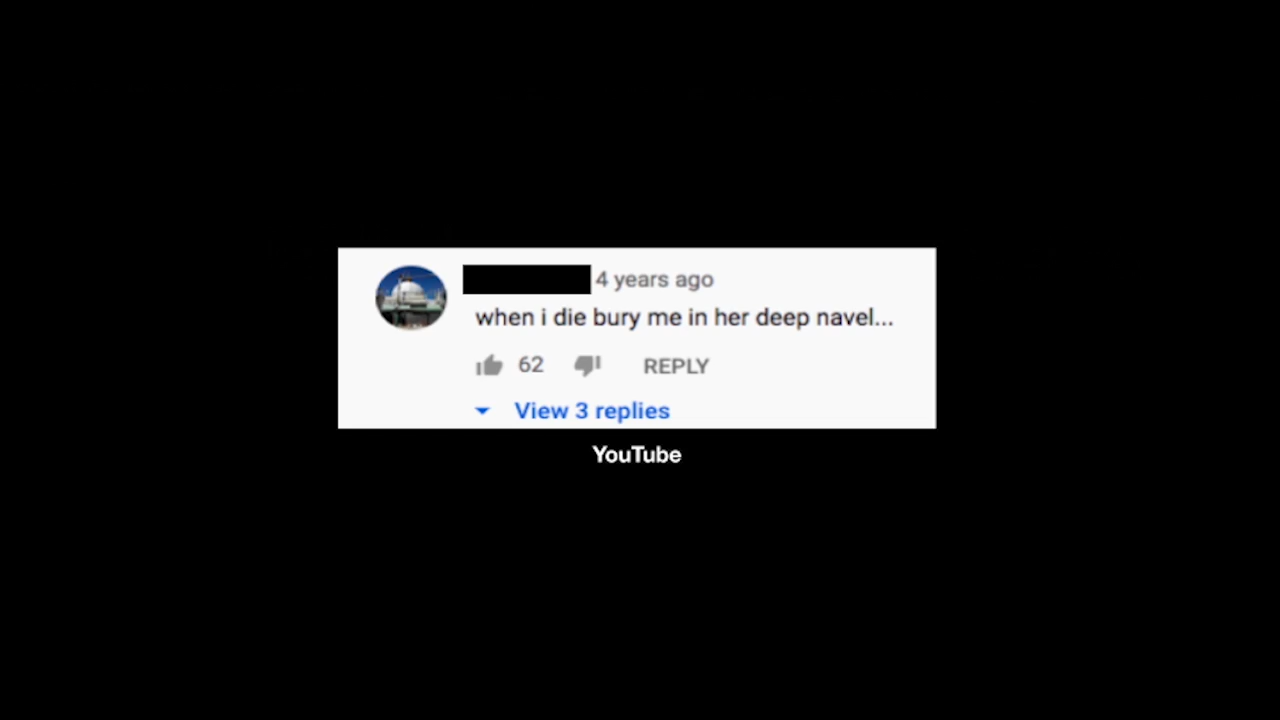 4 years ago
when i die bury me in her deep navel...
62 REPLY
View 3 replies
YouTube